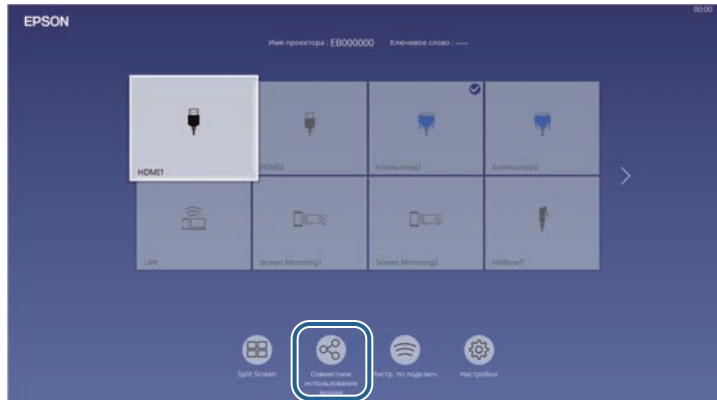 00:00
EPSON
Имя проектора : EB000000 Ключевое слово : ----
HDMI1
HDMI2
Компьютер1
Компьютер2
LAN
Screen Mirroring1
Screen Mirroring2
HDBaseT
Split Screen
Совместное
использование
экрана
Инстр. по подключ.
Настройки